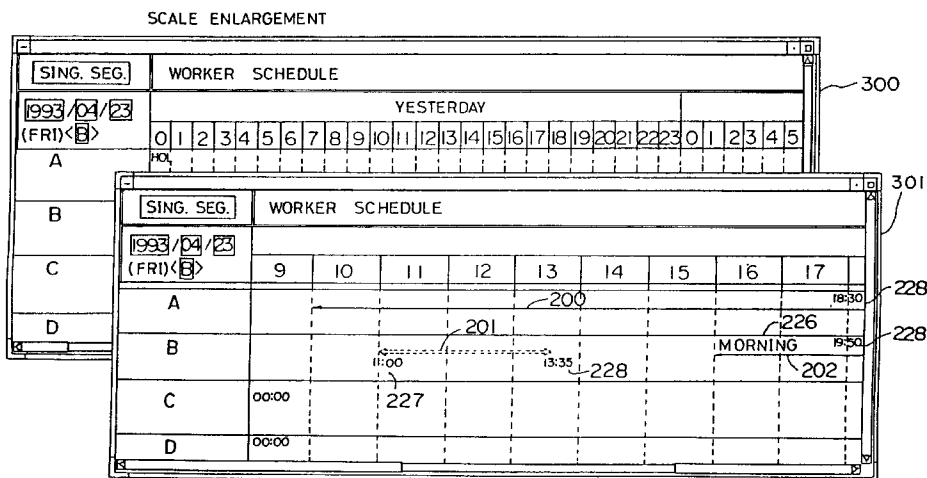 SCALE ENLARGEMENT
SING. SEG. WORKER SCHEDULE
1993/04/23 YESTERDAY
(FRI)<B> 0 1 2 3 4 5 6 7 8 9 10 11 12 13 14 15 16 17 18 19 20 21 22 23 0 1 2 3 4 5
300
A HOL
B
C
D
SING. SEG. WORKER SCHEDULE
301
1993/04/23
(FRI)<B> 9 10 11 12 13 14 15 16 17
A 200 18:30 228
226
B 201 MORNING 19:50 228
11:00 13:35 228 202
227
C 00:00
D 00:00